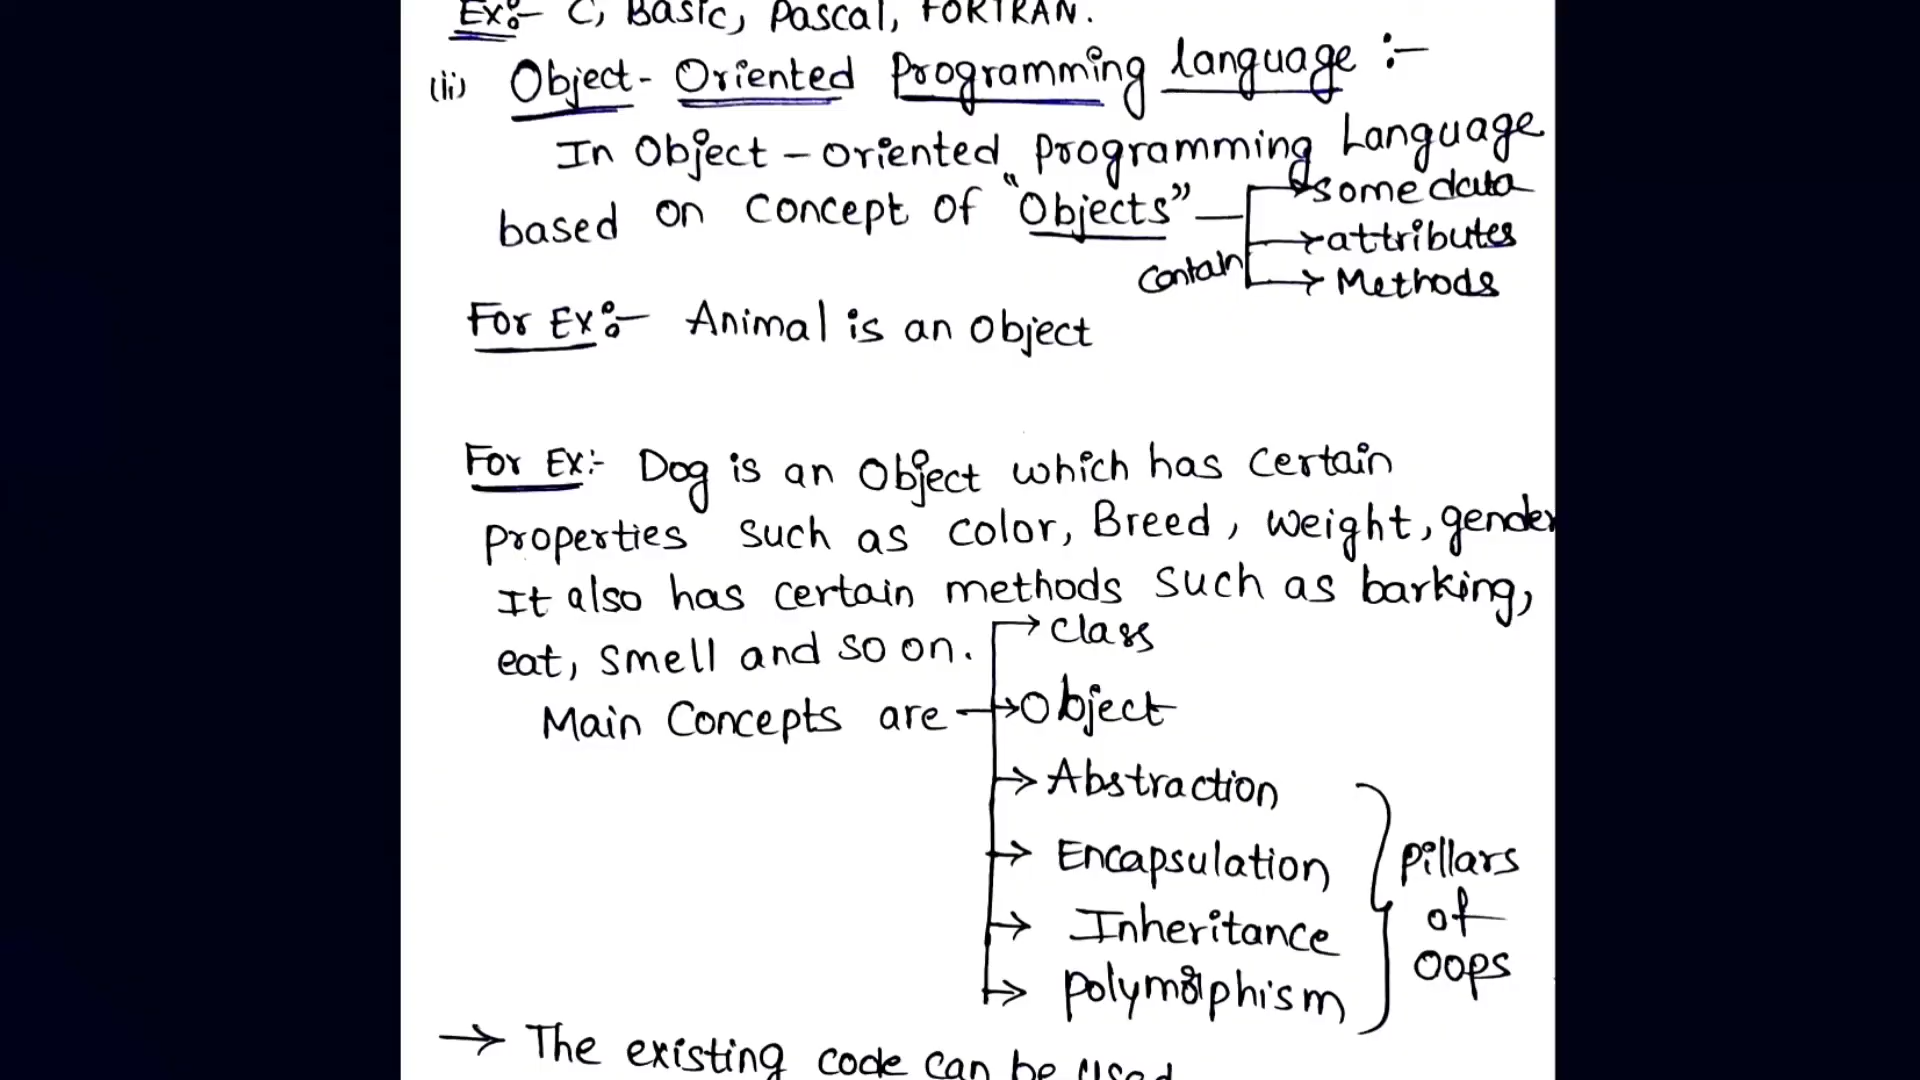 Ex:- C, Basic, Pascal, FORTRAN.
(ii) Object-Oriented Programming language :-
In Object-oriented Programming Language
based on Concept of "Objects"
contain
some data
attributes
Methods
For Ex:- Animal is an Object
For Ex:- Dog is an Object which has certain
properties such as color, Breed, weight, gender
It also has certain methods such as barking,
eat, smell and so on.
Main Concepts are
class
Object
Abstraction
Encapsulation
Inheritance
Polymorphism
Pillars
of
OOPS
→ The existing code can be used